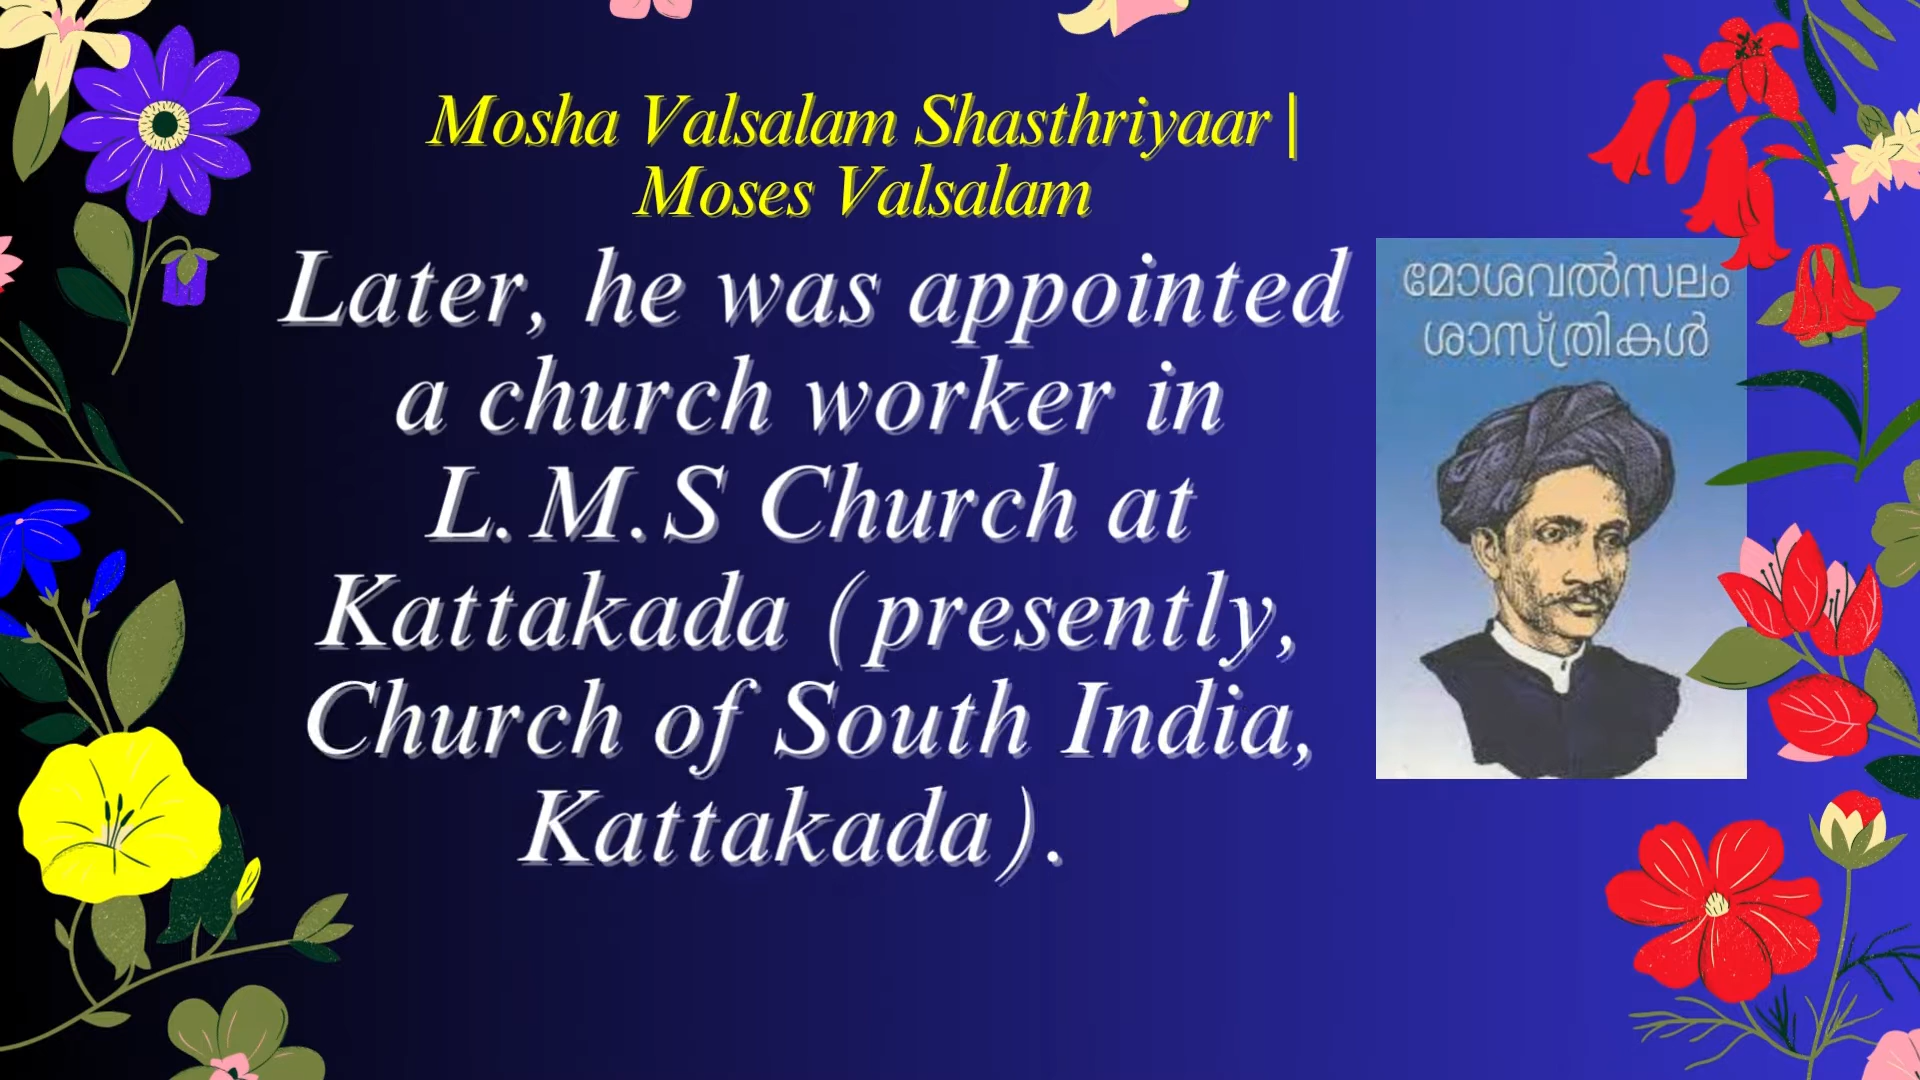 Mosha Valsalam Shasthriyaar |
Moses Valsalam
Later, he was appointed
a church worker in
L.M.S Church at
Kattakada (presently,
Church of South India,
Kattakada).
മോശവൽസലം
ശാസ്ത്രികൾ